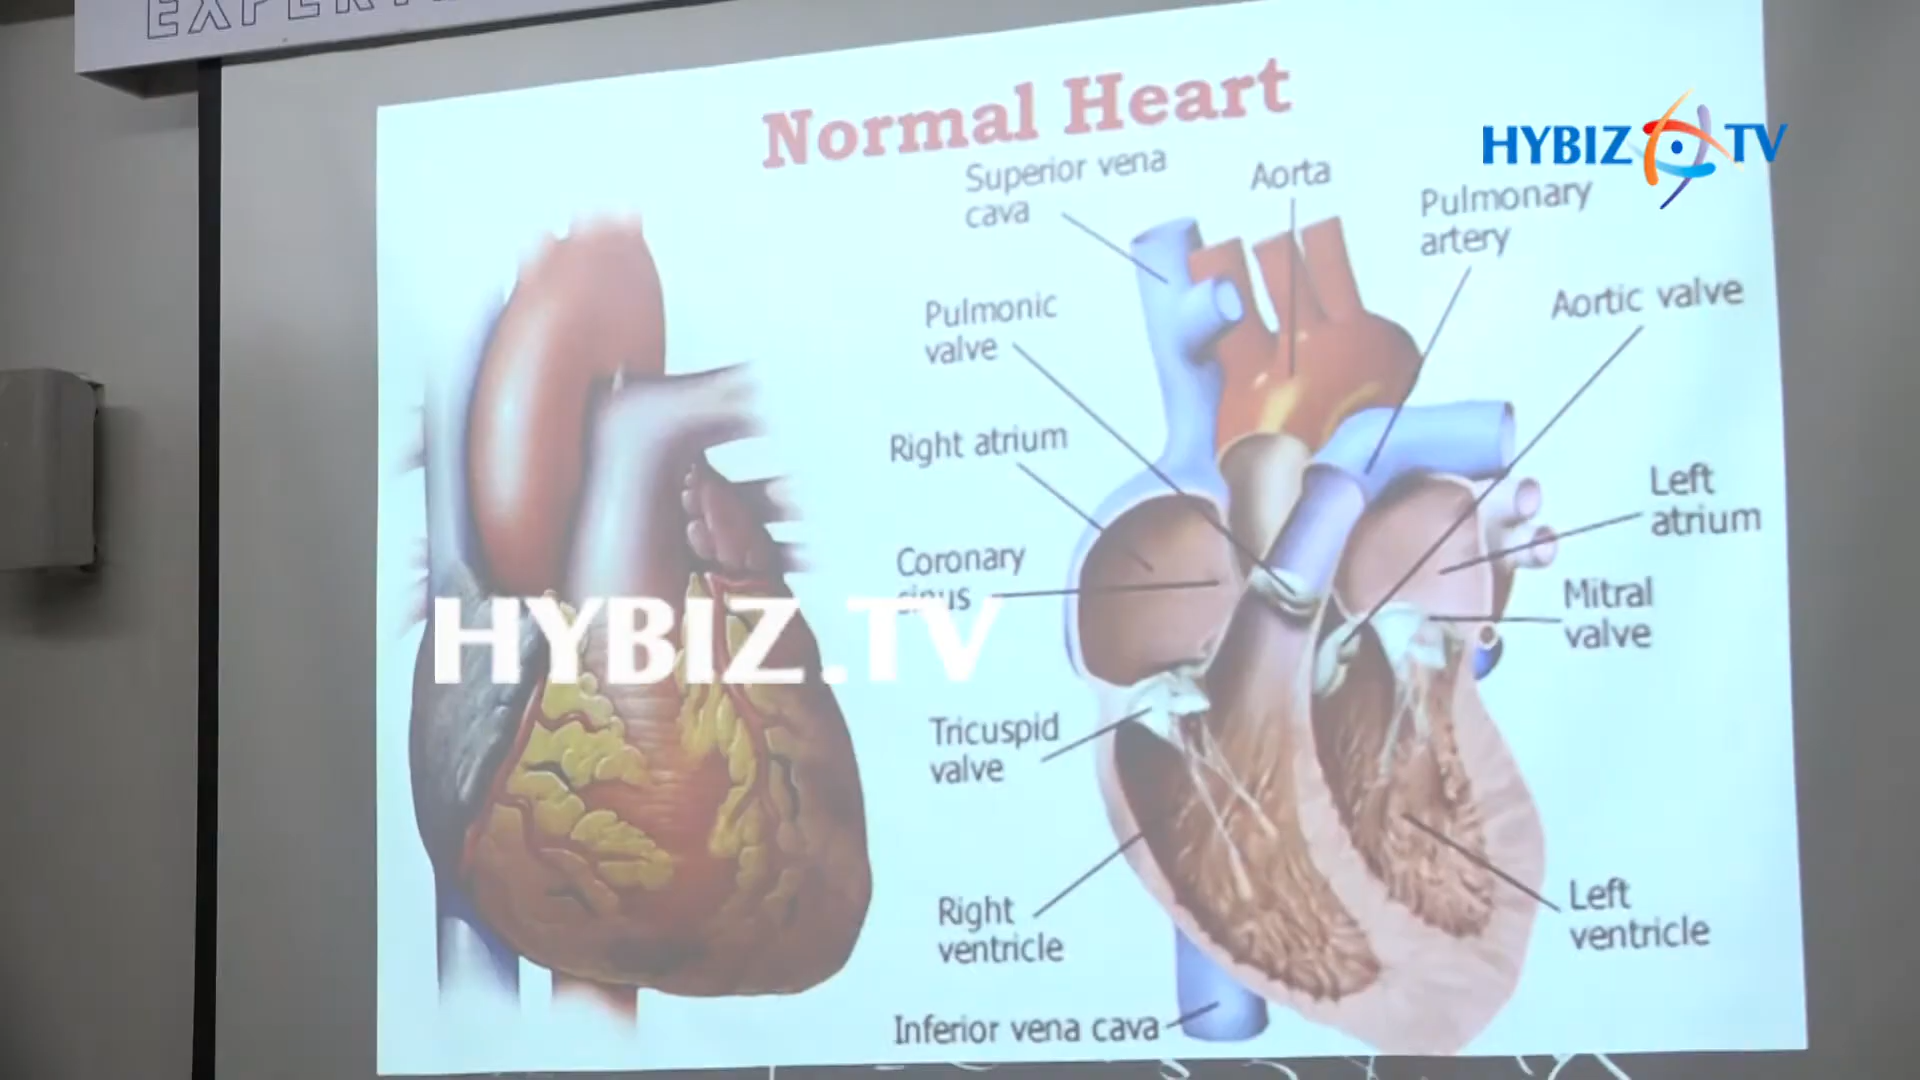 Normal Heart
HYBIZ TV
Superior vena
cava
Aorta
Pulmonary
artery
Pulmonic
valve
Aortic valve
Right atrium
Left
atrium
Coronary
sinus
Mitral
valve
HYBIZ.TV
Tricuspid
valve
Right
ventricle
Left
ventricle
Inferior vena cava